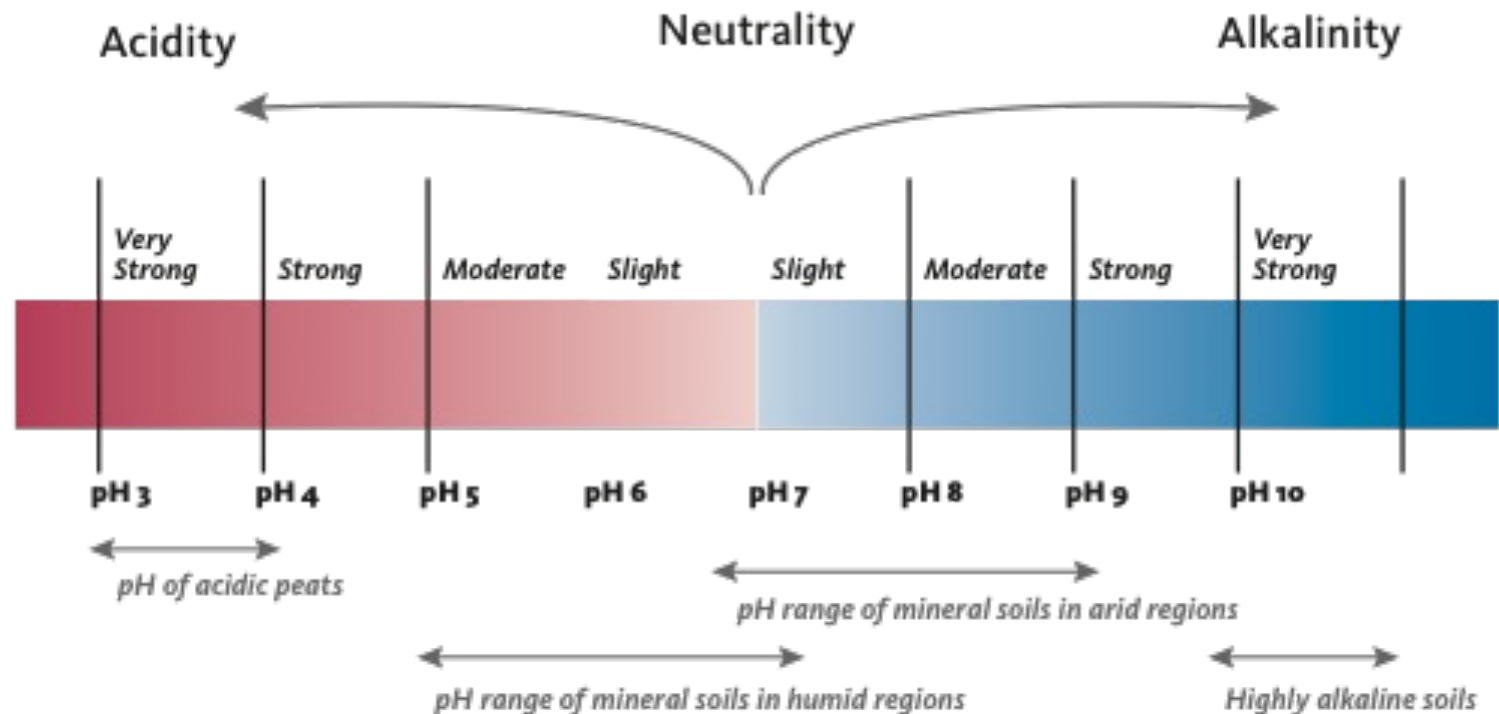 Acidity
Neutrality
Alkalinity
Very
Strong
Strong
Moderate
Slight
Slight
Moderate
Strong
Very
Strong
pH 3
pH 4
pH 5
pH 6
pH 7
pH 8
pH 9
pH 10
pH of acidic peats
pH range of mineral soils in arid regions
pH range of mineral soils in humid regions
Highly alkaline soils